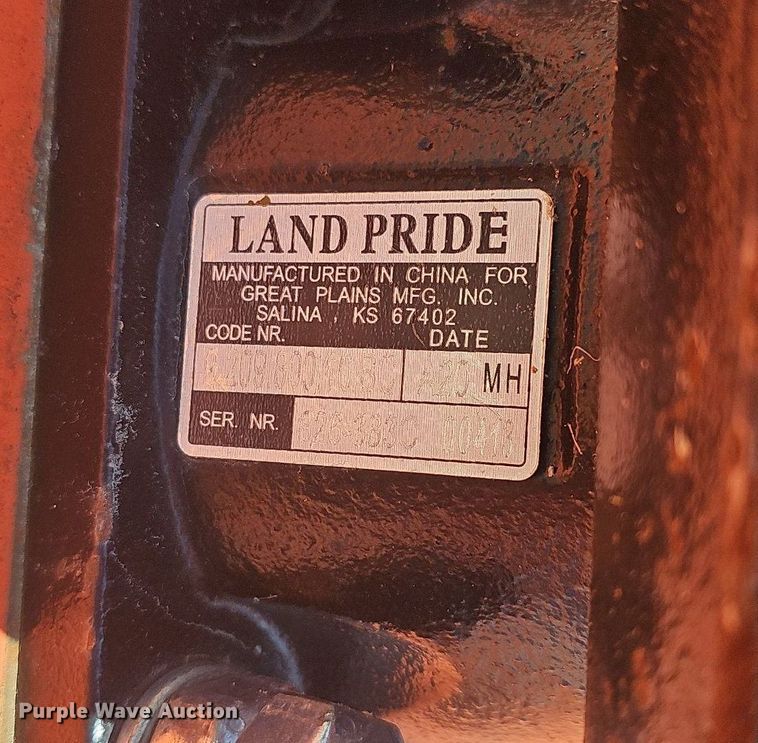 LAND PRIDE
MANUFACTURED IN CHINA FOR
GREAT PLAINS MFG. INC.
SALINA , KS 67402
CODE NR. DATE
MH
SER. NR.
Purple Wave Auction